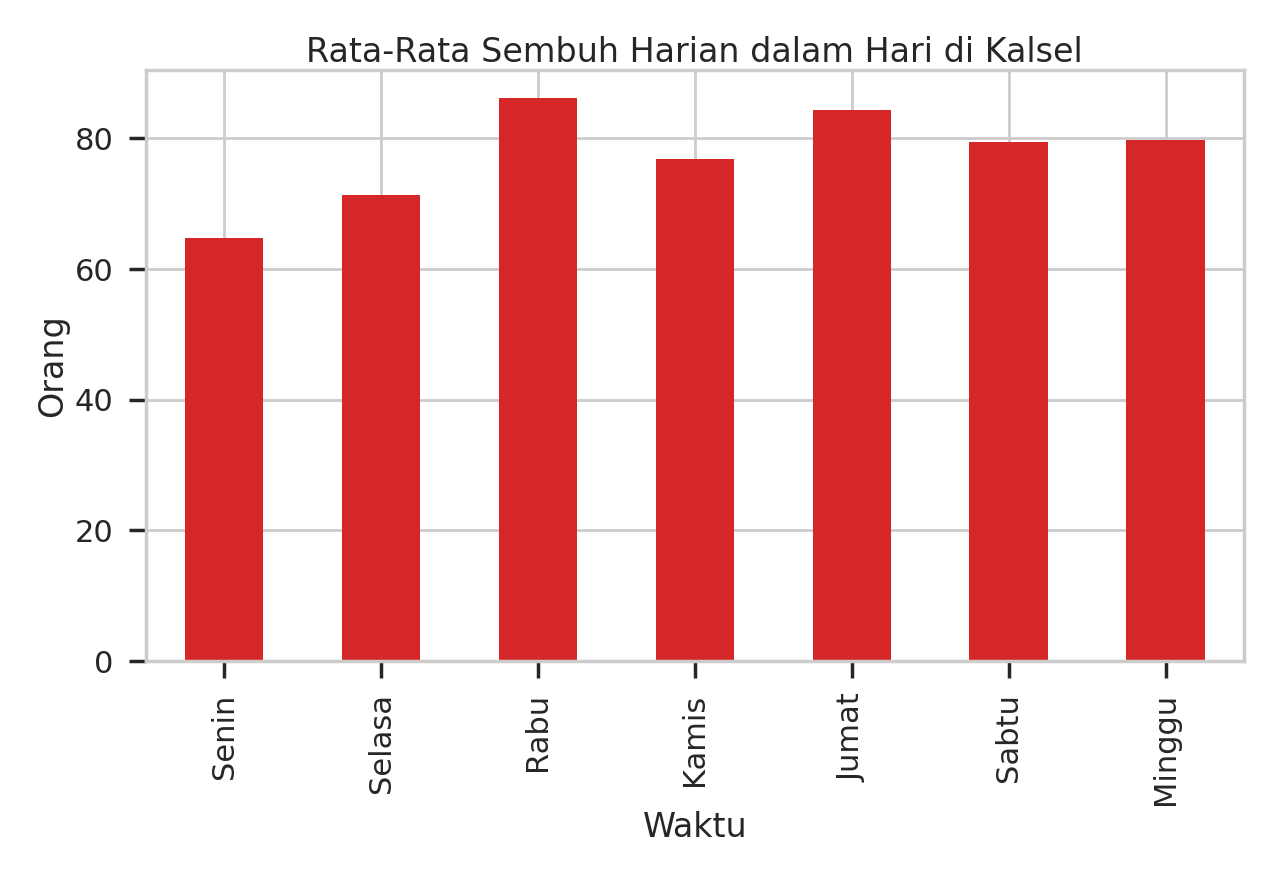 Rata-Rata Sembuh Harian dalam Hari di Kalsel
80
60
40
20
0
Orang
Senin
Selasa
Rabu
Kamis
Jumat
Sabtu
Minggu
Waktu